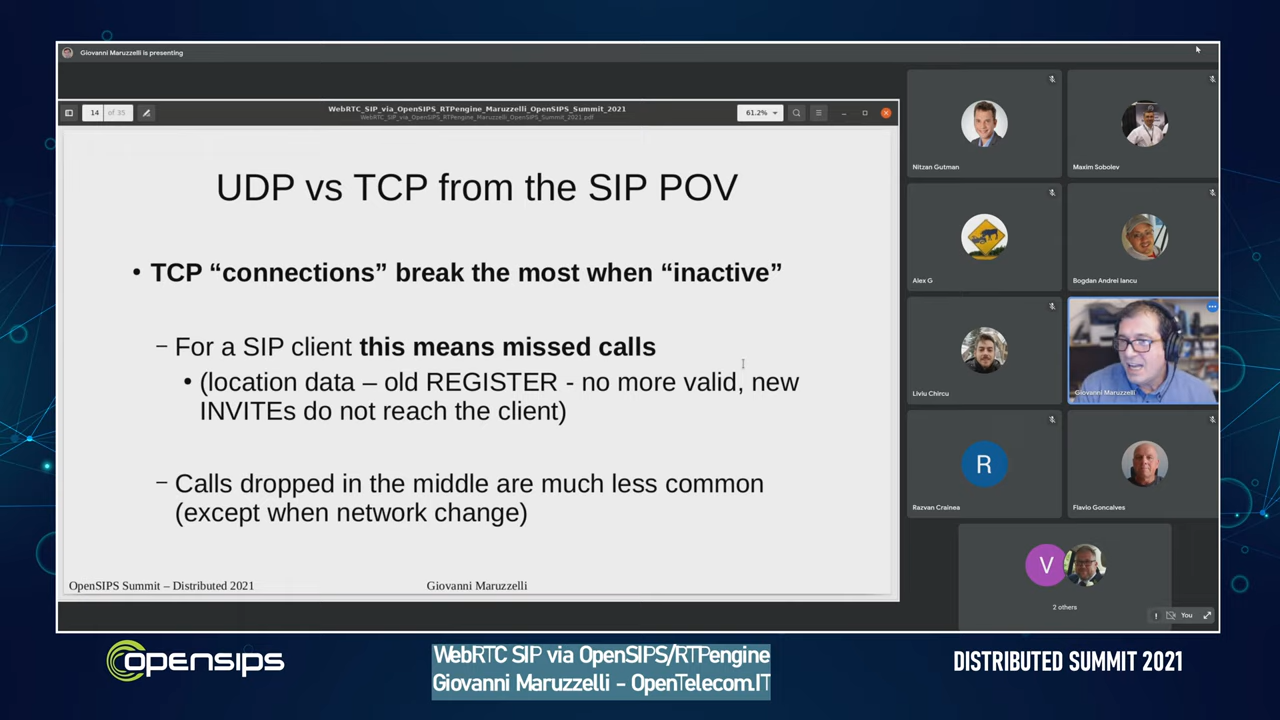 Giovanni Maruzzelli is presenting
14 of 35
WebRTC_SIP_via_OpenSIPS_RTPengine_Maruzzelli_OpenSIPS_Summit_2021
WebRTC_SIP_via_OpenSIPS_RTPengine_Maruzzelli_OpenSIPS_Summit_2021.pdf
61.2%
UDP vs TCP from the SIP POV
• TCP “connections” break the most when “inactive”
– For a SIP client this means missed calls
• (location data – old REGISTER - no more valid, new
INVITEs do not reach the client)
– Calls dropped in the middle are much less common
(except when network change)
OpenSIPS Summit – Distributed 2021
Giovanni Maruzzelli
Nitzan Gutman
Maxim Sobolev
Alex G
Bogdan Andrei Iancu
Liviu Chircu
Giovanni Maruzzelli
R
Razvan Crainea
Flavio Goncalves
V
2 others
You
opensips
WebRTC SIP via OpenSIPS/RTPengine
Giovanni Maruzzelli - OpenTelecom.IT
DISTRIBUTED SUMMIT 2021